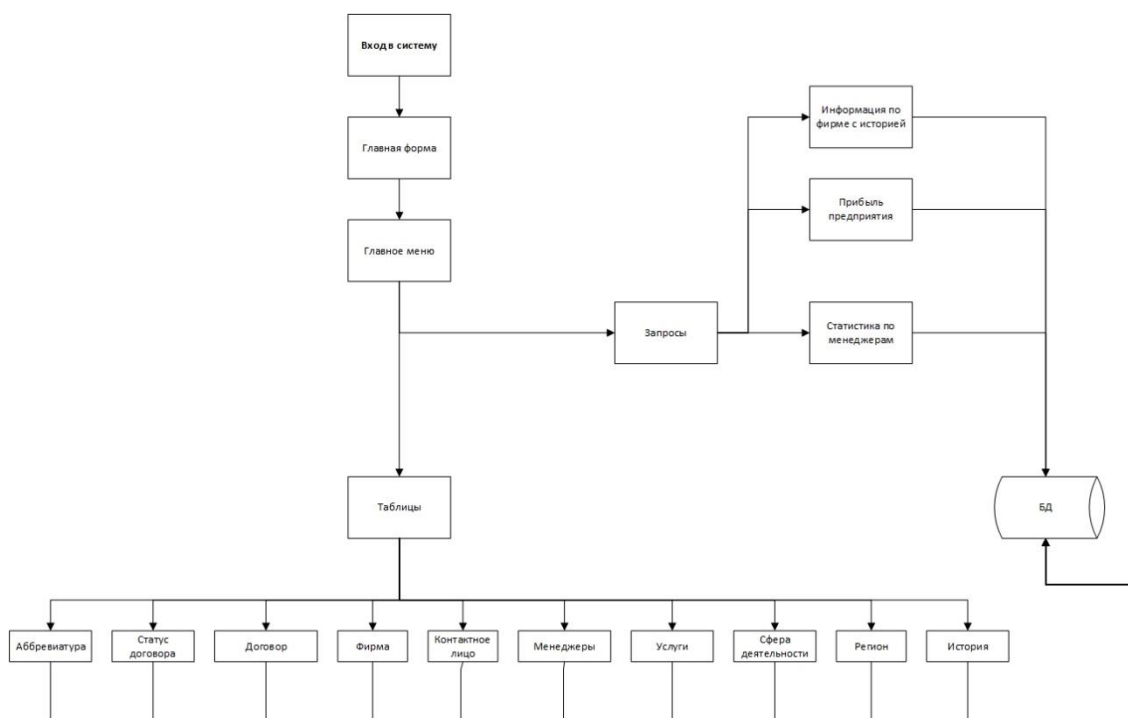 Вход в систему
Главная форма
Главное меню
Информация по
фирме с историей
Прибыль
предприятия
Запросы
Статистика по
менеджерам
Таблицы
БД
Аббревиатура
Статус
договора
Договор
Фирма
Контактное
лицо
Менеджеры
Услуги
Сфера
деятельности
Регион
История